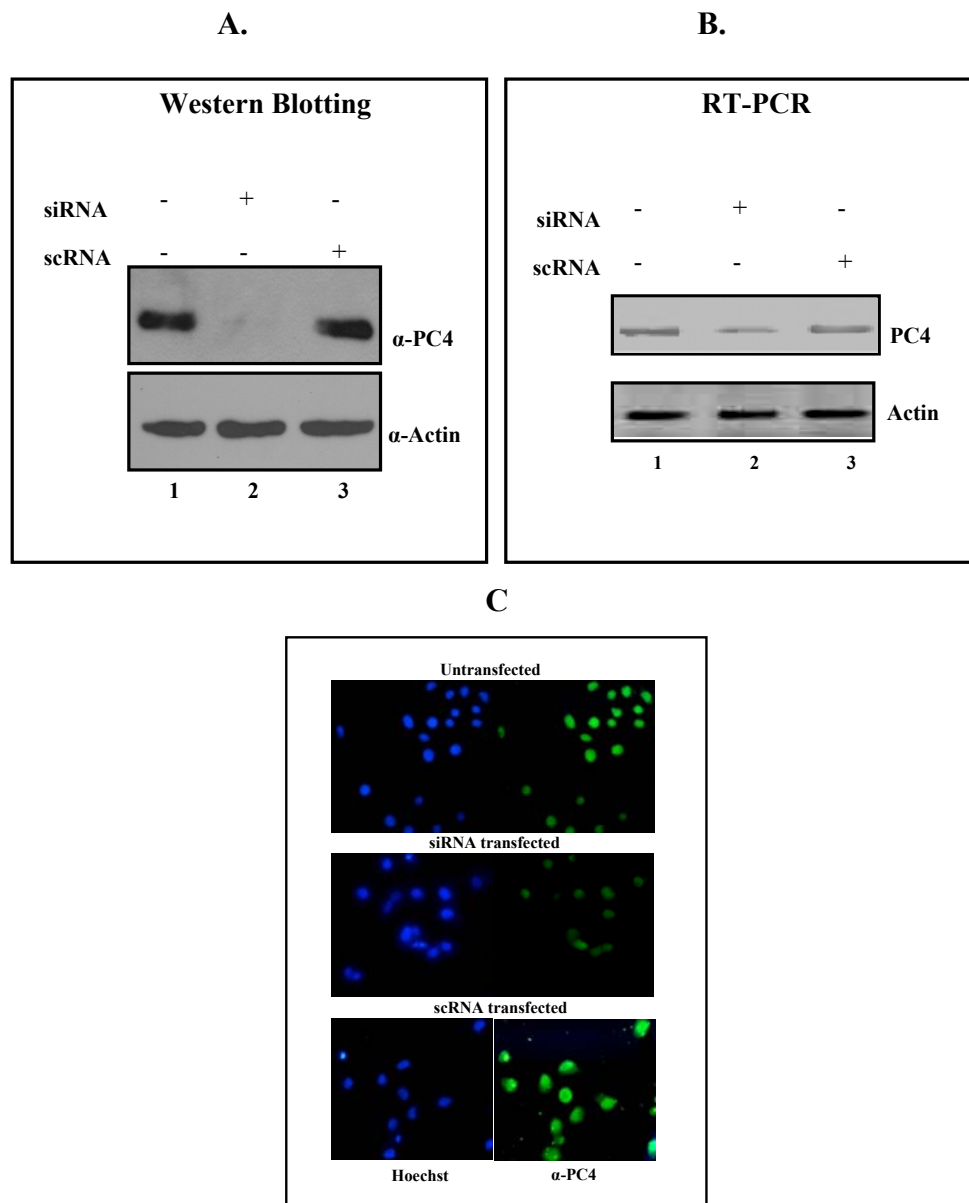 A.
Western Blotting
siRNA - + -
scRNA - - +
α-PC4
α-Actin
1 2 3
B.
RT-PCR
siRNA - + -
scRNA - - +
PC4
Actin
1 2 3
C
Untransfected
siRNA transfected
scRNA transfected
Hoechst α-PC4